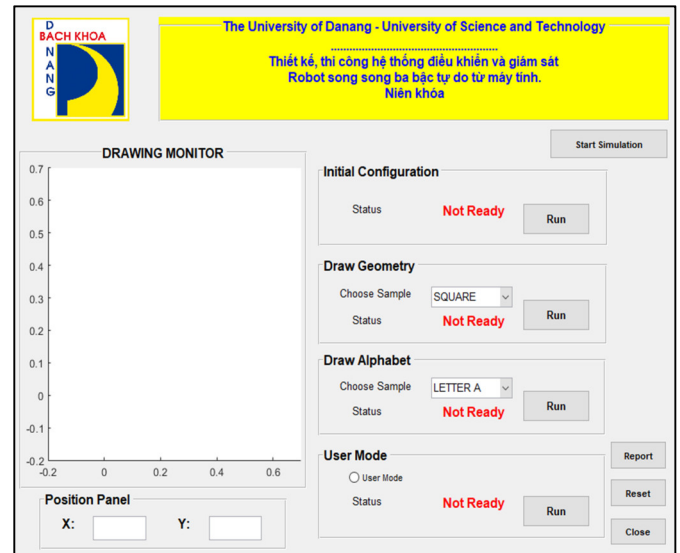 D
BACH KHOA
N
A
N
G
The University of Danang - University of Science and Technology
......................................................
Thiết kế, thi công hệ thống điều khiển và giám sát
Robot song song ba bậc tự do từ máy tính.
Niên khóa
Start Simulation
DRAWING MONITOR
0.7
0.6
0.5
0.4
0.3
0.2
0.1
0
-0.1
-0.2
-0.2 0 0.2 0.4 0.6
Position Panel
X: Y:
Initial Configuration
Status Not Ready Run
Draw Geometry
Choose Sample SQUARE
Status Not Ready Run
Draw Alphabet
Choose Sample LETTER A
Status Not Ready Run
User Mode
User Mode
Status Not Ready Run
Report
Reset
Close